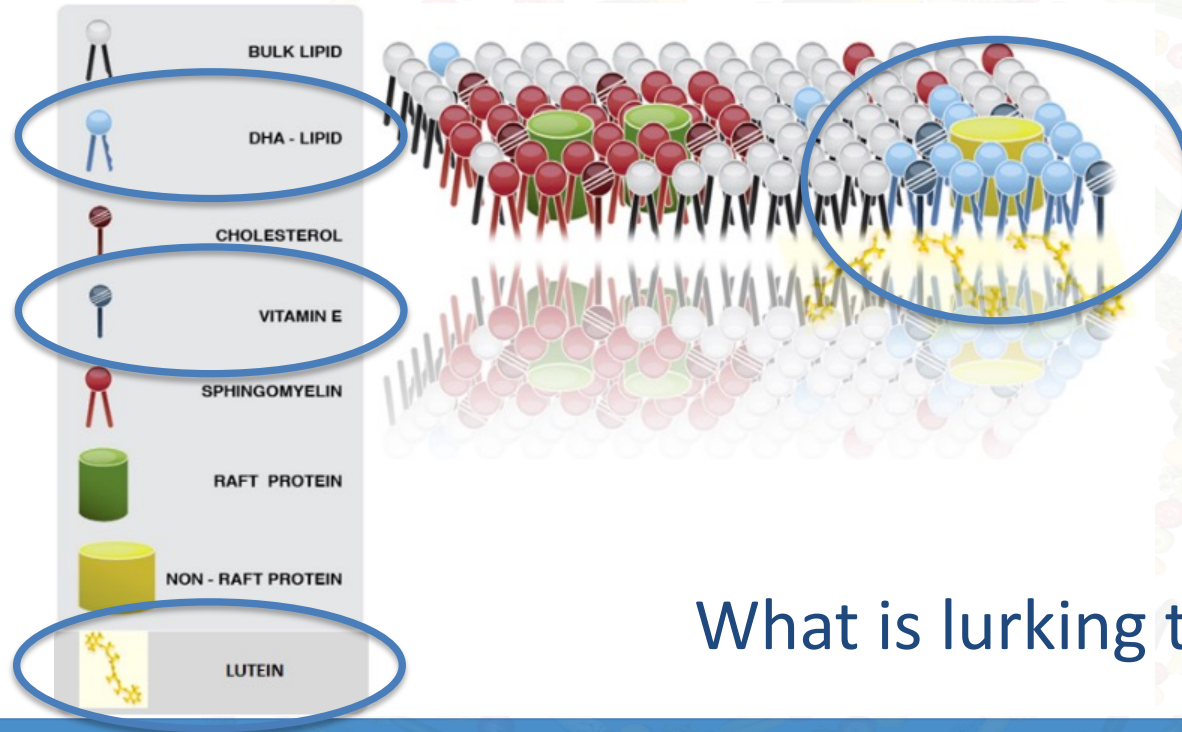 BULK LIPID
DHA - LIPID
CHOLESTEROL
VITAMIN E
SPHINGOMYELIN
RAFT PROTEIN
NON - RAFT PROTEIN
LUTEIN
What is lurking t